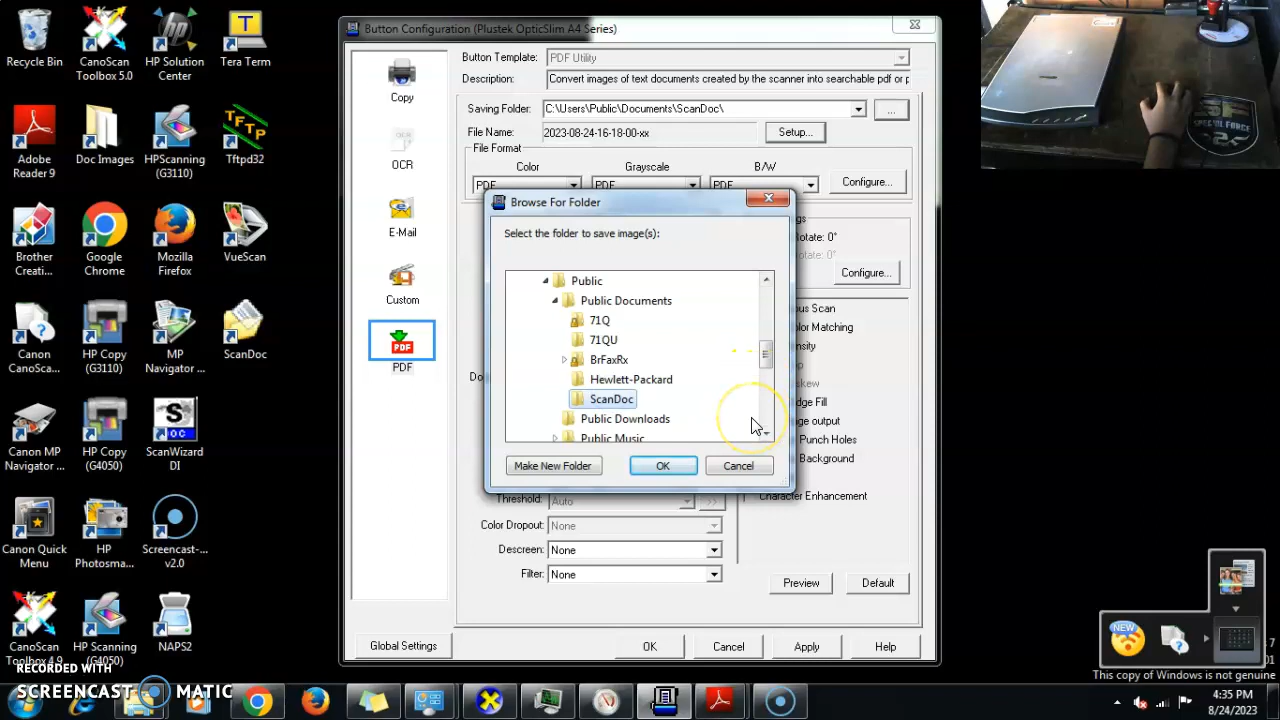 Recycle Bin
CanoScan
Toolbox 5.0
HP Solution
Center
Tera Term
Adobe
Reader 9
Doc Images
HPScanning
(G3110)
Tftpd32
Brother
Creati...
Google
Chrome
Mozilla
Firefox
VueScan
Canon
CanoSca...
HP Copy
(G3110)
MP
Navigator ...
ScanDoc
Canon MP
Navigator ...
HP Copy
(G4050)
ScanWizard
DI
Canon Quick
Menu
HP
Photosma...
Screencast-...
v2.0
CanoScan
Toolbox 4.9
HP Scanning
(G4050)
NAPS2
RECORDED WITH
SCREENCAST MATIC
Button Configuration (Plustek OpticSlim A4 Series)
Copy
OCR
E-Mail
Custom
PDF
PDF
Button Template:
PDF Utility
Description:
Convert images of text documents created by the scanner into searchable pdf or p
Saving Folder:
C:\Users\Public\Documents\ScanDoc\
...
File Name:
2023-08-24-16-18-00-xx
Setup...
File Format
Color
Grayscale
B/W
PDF
PDF
PDF
Configure...
Rotate: 0°
Rotate: 0°
Configure...
Browse For Folder
Select the folder to save image(s):
Public
Public Documents
71Q
71QU
BrFaxRx
Hewlett-Packard
ScanDoc
Public Downloads
Public Music
Make New Folder
OK
Cancel
Scan
Matching
Fill
output
Punch Holes
Background
Character Enhancement
Threshold:
Auto
>>
Color Dropout:
None
Descreen:
None
Filter:
None
Preview
Default
Global Settings
OK
Cancel
Apply
Help
SPECIAL FORCE
NEW
This copy of Windows is not genuine
4:35 PM
8/24/2023